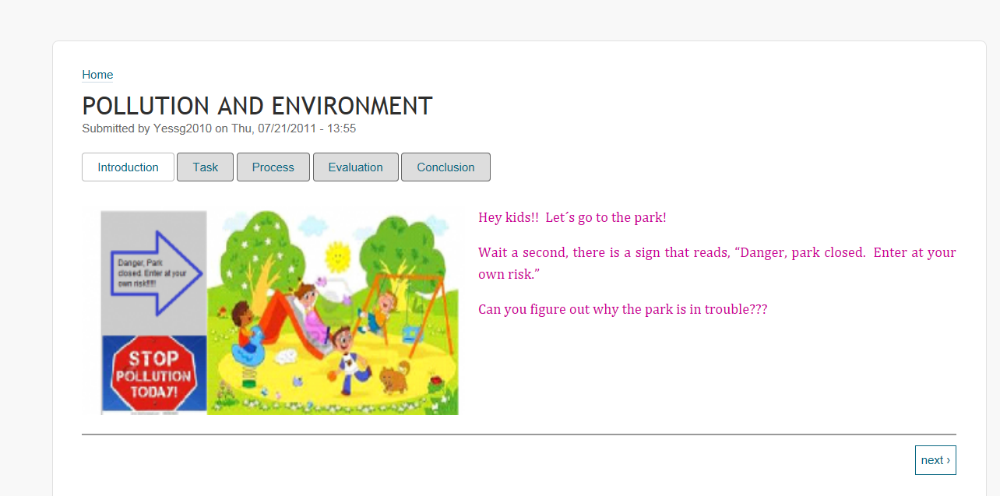 Home
POLLUTION AND ENVIRONMENT
Submitted by Yessg2010 on Thu, 07/21/2011 - 13:55
Introduction Task Process Evaluation Conclusion
Danger, Park
closed. Enter at your
own risk!!!!
STOP
POLLUTION
TODAY!
Hey kids!!  Let´s go to the park!
Wait a second, there is a sign that reads, “Danger, park closed.  Enter at your
own risk.”
Can you figure out why the park is in trouble???
next ›